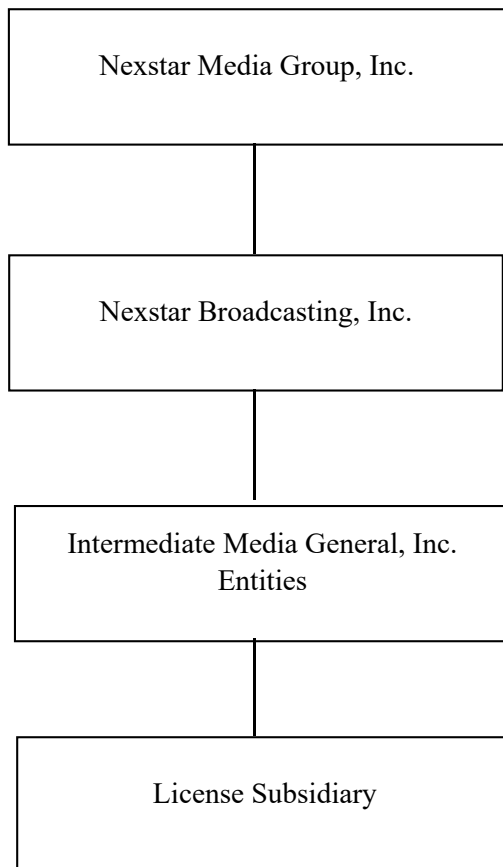 Nexstar Media Group, Inc.
Nexstar Broadcasting, Inc.
Intermediate Media General, Inc.
Entities
License Subsidiary